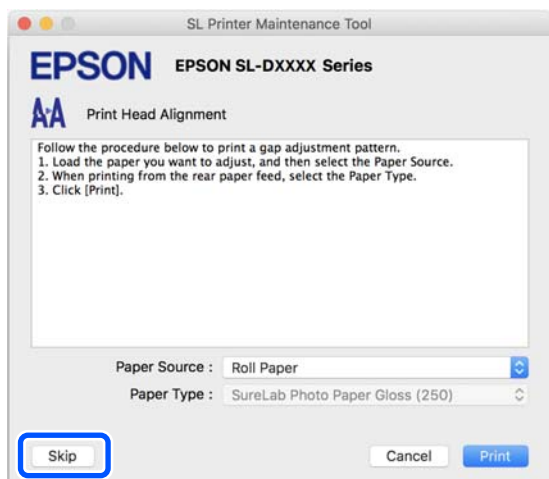 SL Printer Maintenance Tool
EPSON EPSON SL-DXXXX Series
AA Print Head Alignment
Follow the procedure below to print a gap adjustment pattern.
1. Load the paper you want to adjust, and then select the Paper Source.
2. When printing from the rear paper feed, select the Paper Type.
3. Click [Print].
Paper Source : Roll Paper
Paper Type : SureLab Photo Paper Gloss (250)
Skip Cancel Print